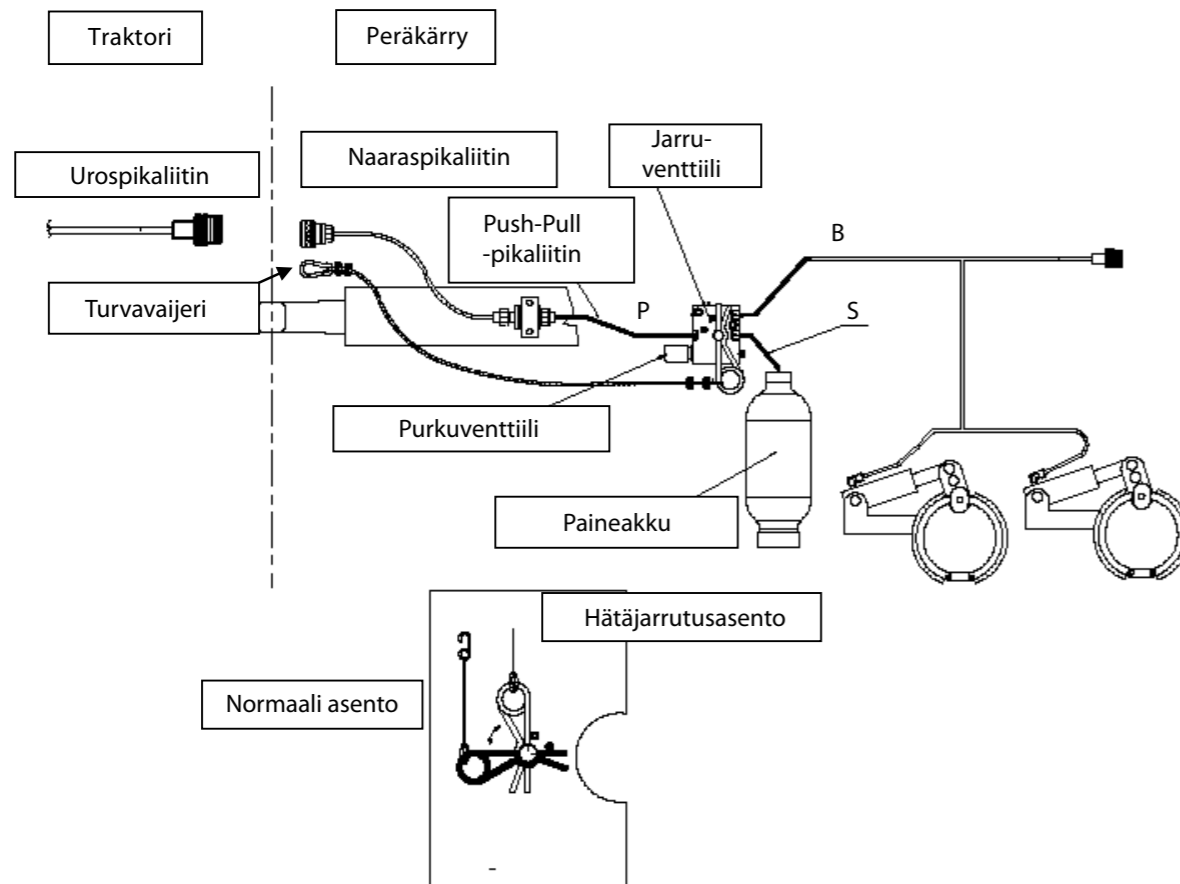 Traktori
Peräkärry
Urospikaliitin
Naaraspikaliitin
Jarru-
venttiili
Push-Pull
-pikaliitin
B
Turvavaijeri
P
S
Purkuventtiili
Paineakku
Hätäjarrutusasento
Normaali asento